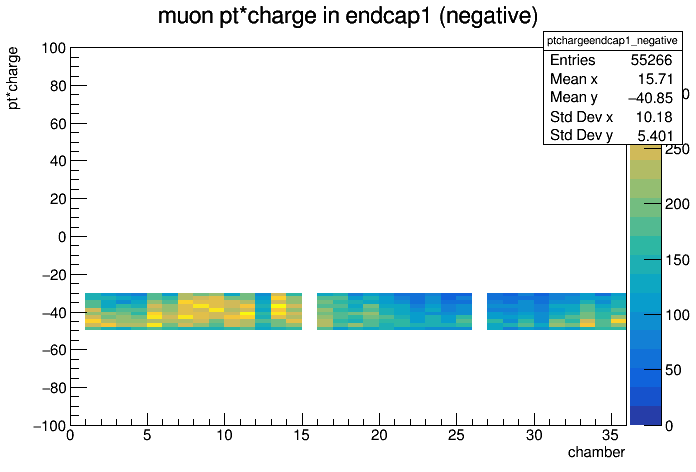 muon pt*charge in endcap1 (negative)
ptchargeendcap1_negative
Entries 55266
Mean x 15.71
Mean y −40.85
Std Dev x 10.18
Std Dev y 5.401
pt*charge
100
80
60
40
20
0
−20
−40
−60
−80
−100
0 5 10 15 20 25 30 35
chamber
0
250
200
150
100
50
0